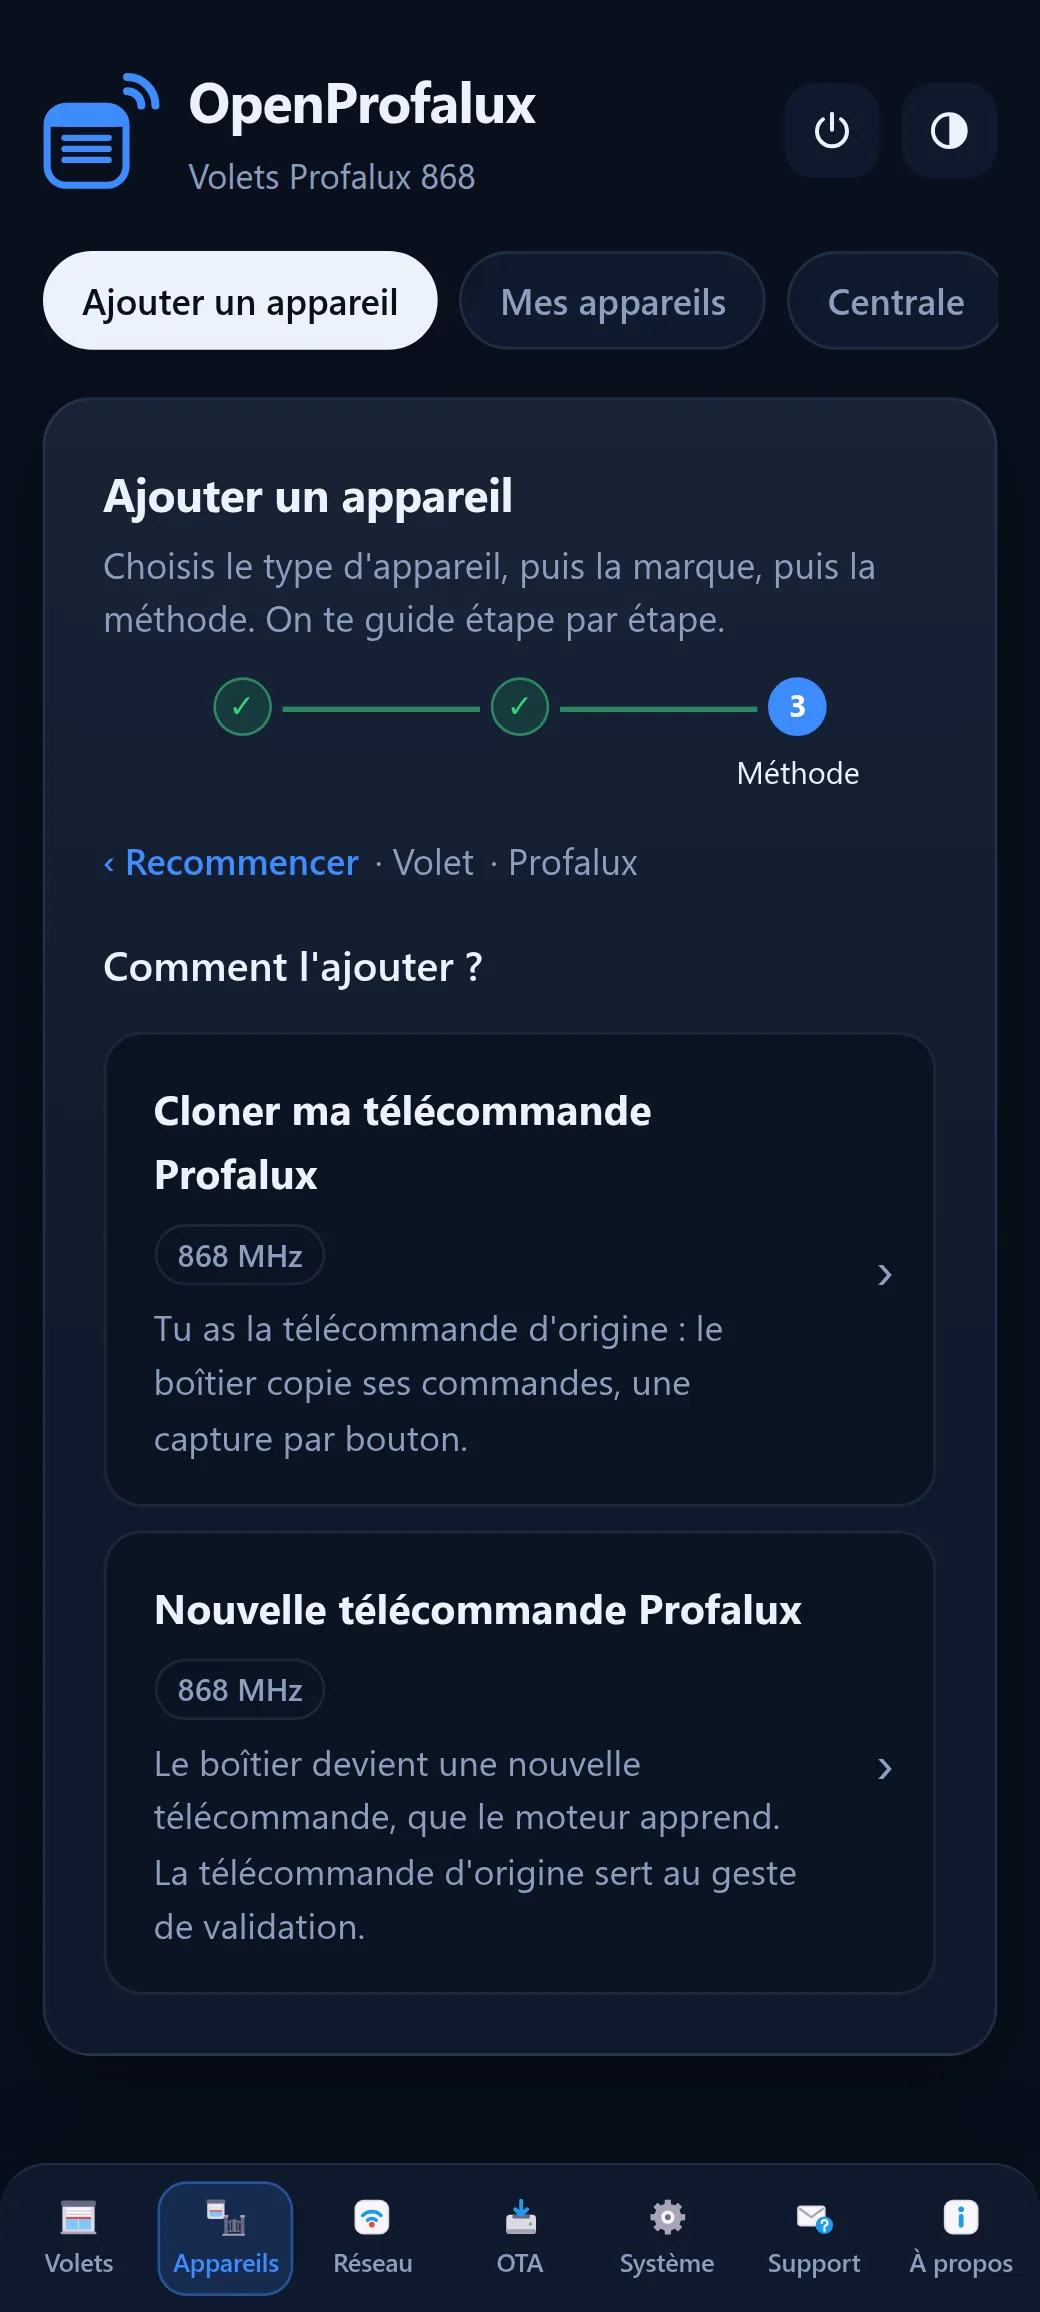 OpenProfalux
Volets Profalux 868
Ajouter un appareil
Mes appareils
Centrale
Ajouter un appareil
Choisis le type d'appareil, puis la marque, puis la
méthode. On te guide étape par étape.
✓
✓
3
Méthode
‹ Recommencer · Volet · Profalux
Comment l'ajouter ?
Cloner ma télécommande
Profalux
868 MHz
Tu as la télécommande d'origine : le
boîtier copie ses commandes, une
capture par bouton.
›
Nouvelle télécommande Profalux
868 MHz
Le boîtier devient une nouvelle
télécommande, que le moteur apprend.
La télécommande d'origine sert au geste
de validation.
›
Volets
Appareils
Réseau
OTA
Système
Support
À propos